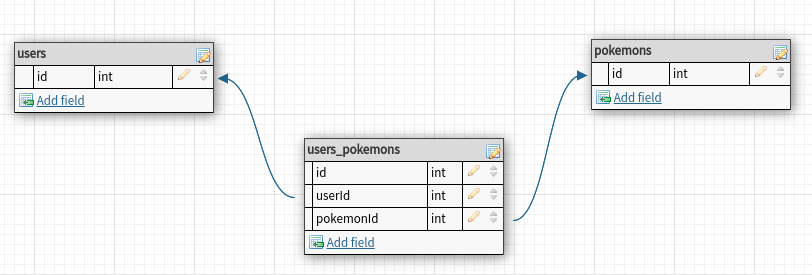 users
id int
Add field
pokemons
id int
Add field
users_pokemons
id int
userId int
pokemonId int
Add field